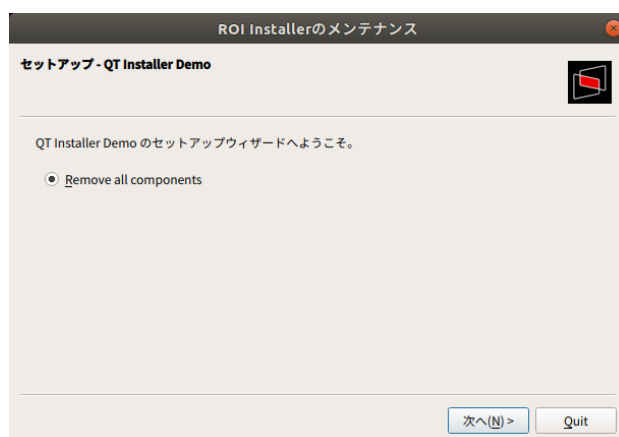 ROI Installerのメンテナンス
セットアップ - QT Installer Demo
QT Installer Demo のセットアップウィザードへようこそ。
Remove all components
次へ(N) >
Quit